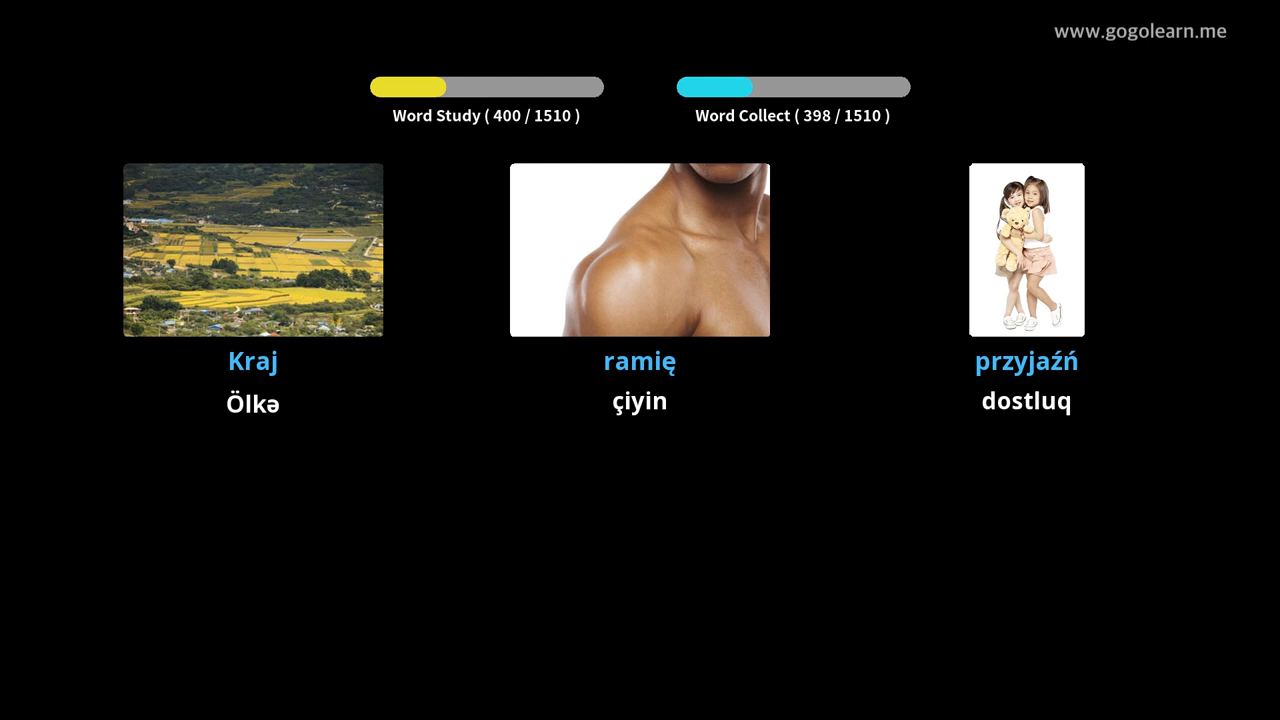 www.gogolearn.me
Word Study ( 400 / 1510 )
Word Collect ( 398 / 1510 )
Kraj
ramię
przyjaźń
Ölkə
çiyin
dostluq